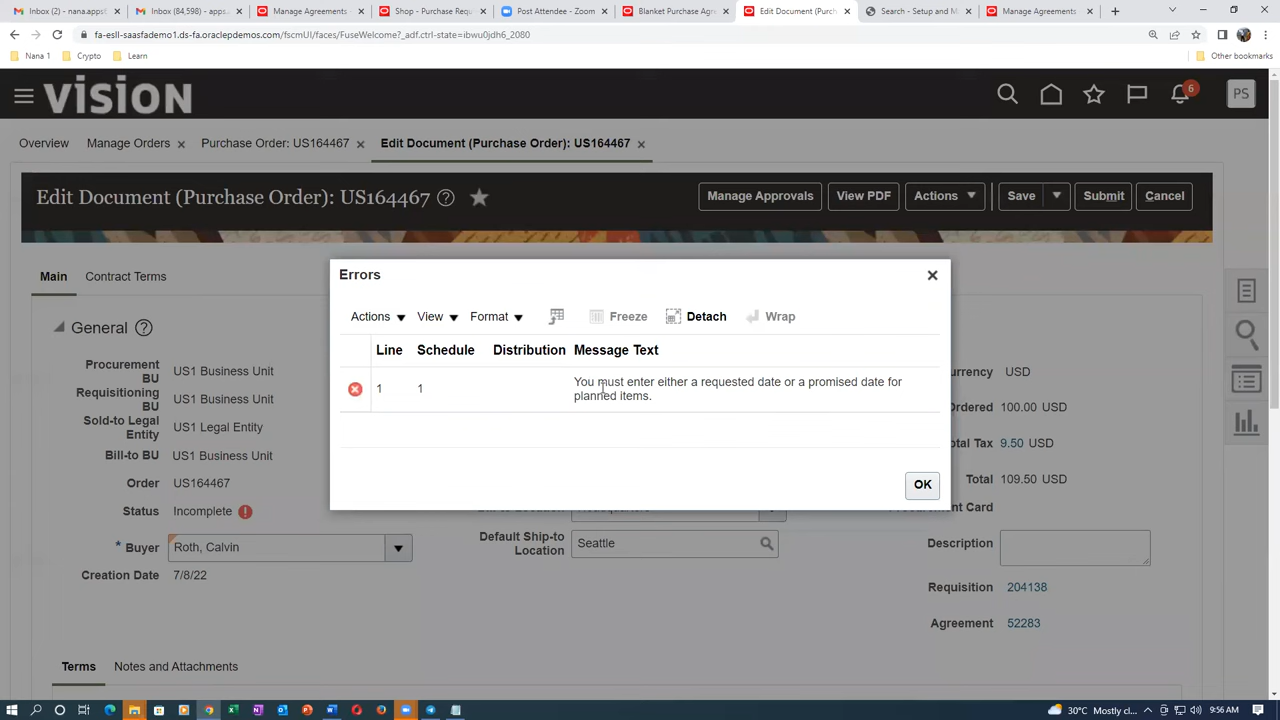 Inbox (2) - nana.apps0
Inbox (84,598) - apps.
Manage Agreements
Shop - Purchase Requ
Post Attendee - Zoom
Blanket Purchase Agre
Edit Document (Purch
Search - Setup and M
Manage Agreements
fa-esll-saasfademo1.ds-fa.oraclepdemos.com/fscmUI/faces/FuseWelcome?_adf.ctrl-state=ibwu0jdh6_2080
Nana 1
Crypto
Learn
Other bookmarks
VISION
6
PS
Overview
Manage Orders
Purchase Order: US164467
Edit Document (Purchase Order): US164467
Edit Document (Purchase Order): US164467
Manage Approvals
View PDF
Actions
Save
Submit
Cancel
Main
Contract Terms
General
Procurement
BU
US1 Business Unit
Requisitioning
BU
US1 Business Unit
Sold-to Legal
Entity
US1 Legal Entity
Bill-to BU
US1 Business Unit
Order
US164467
Status
Incomplete
* Buyer
Roth, Calvin
Creation Date
7/8/22
Errors
Actions
View
Format
Freeze
Detach
Wrap
Line
Schedule
Distribution
Message Text
1
1
You must enter either a requested date or a promised date for
planned items.
OK
Default Ship-to
Location
Seattle
urrency
USD
Ordered
100.00 USD
otal Tax
9.50 USD
Total
109.50 USD
ment Card
Description
Requisition
204138
Agreement
52283
Terms
Notes and Attachments
30°C Mostly cl...
9:56 AM